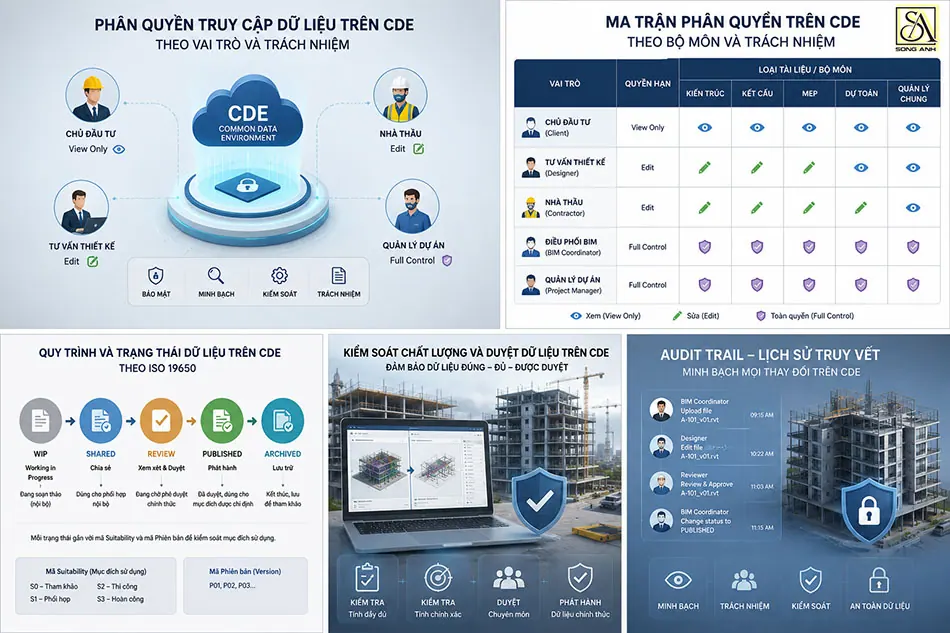 PHÂN QUYỀN TRUY CẬP DỮ LIỆU TRÊN CDE
THEO VAI TRÒ VÀ TRÁCH NHIỆM
CDE
COMMON DATA
ENVIRONMENT
CHỦ ĐẦU TƯ
View Only
NHÀ THẦU
Edit
TƯ VẤN THIẾT KẾ
Edit
QUẢN LÝ DỰ ÁN
Full Control
BẢO MẬT
MINH BẠCH
KIỂM SOÁT
TRÁCH NHIỆM
MA TRẬN PHÂN QUYỀN TRÊN CDE
THEO BỘ MÔN VÀ TRÁCH NHIỆM
SA
SONG ANH
VAI TRÒ
QUYỀN HẠN
LOẠI TÀI LIỆU / BỘ MÔN
KIẾN TRÚC
KẾT CẤU
MEP
DỰ TOÁN
QUẢN LÝ
CHUNG
CHỦ ĐẦU TƯ
(Client)
View Only
TƯ VẤN THIẾT KẾ
(Designer)
Edit
NHÀ THẦU
(Contractor)
Edit
ĐIỀU PHỐI BIM
(BIM Coordinator)
Full Control
QUẢN LÝ DỰ ÁN
(Project Manager)
Full Control
Xem (View Only)
Sửa (Edit)
Toàn quyền (Full Control)
QUY TRÌNH VÀ TRẠNG THÁI DỮ LIỆU TRÊN CDE
THEO ISO 19650
WIP
Working in
Progress
Đang soạn thảo
(nội bộ)
SHARED
Chia sẻ
Dùng cho phối hợp
nội bộ
REVIEW
Xem xét & Duyệt
Đang chờ phê duyệt
chính thức
PUBLISHED
Phát hành
Đã duyệt, dùng cho
mục đích được chỉ định
ARCHIVED
Lưu trữ
Kết thúc, lưu
để tham khảo
Mỗi trạng thái gắn với mã Suitability và mã Phiên bản để kiểm soát mục đích sử dụng.
Mã Suitability (Mục đích sử dụng)
S0 – Tham khảo
S2 – Thi công
S1 – Phối hợp
S3 – Hoàn công
Mã Phiên bản (Version)
P01, P02, P03...
KIỂM SOÁT CHẤT LƯỢNG VÀ DUYỆT DỮ LIỆU TRÊN CDE
ĐẢM BẢO DỮ LIỆU ĐÚNG – ĐỦ – ĐƯỢC DUYỆT
KIỂM TRA
Tính đầy đủ
KIỂM TRA
Tính chính xác
DUYỆT
Chuyên môn
PHÁT HÀNH
Dữ liệu chính thức
AUDIT TRAIL – LỊCH SỬ TRUY VẾT
MINH BẠCH MỌI THAY ĐỔI TRÊN CDE
BIM Coordinator
Upload file
A-101_v01.rvt
09:15 AM
Designer
Edit file
A-101_v01.rvt
10:22 AM
Reviewer
Review & Approve
A-101_v01.rvt
11:03 AM
BIM Coordinator
Change status to
PUBLISHED
11:15 AM
MINH BẠCH
TRÁCH NHIỆM
KIỂM SOÁT
AN TOÀN DỮ LIỆU